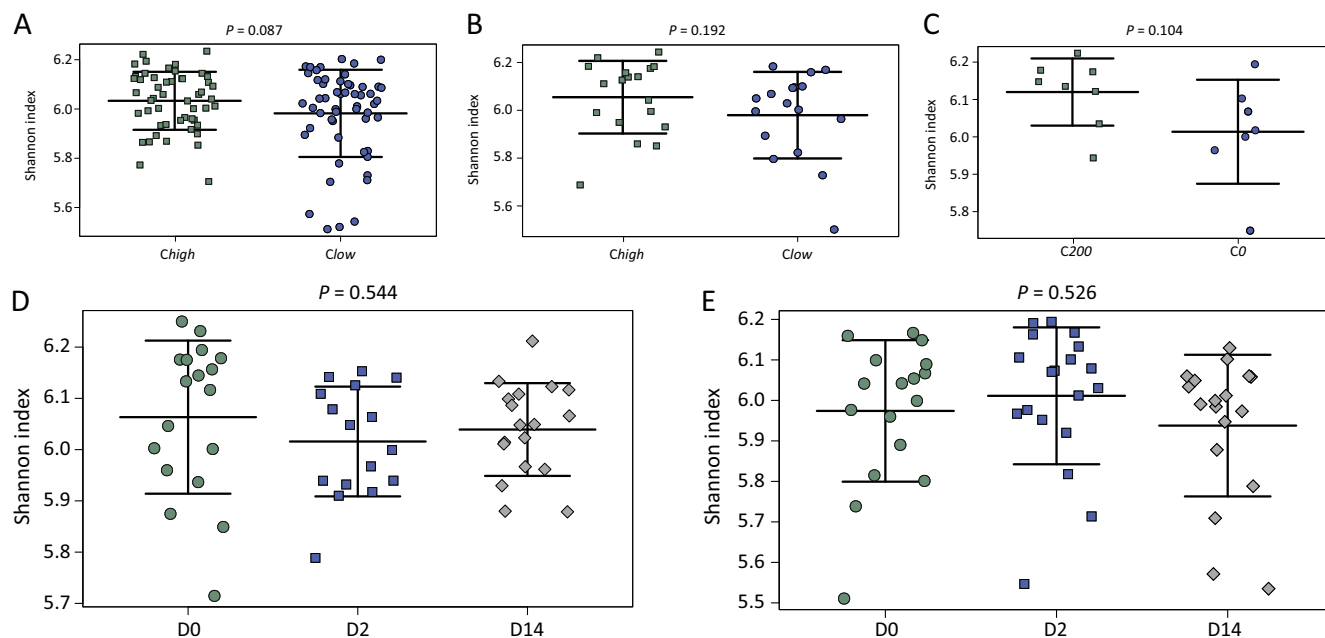 A
P = 0.087
Shannon index
6.2
6.0
5.8
5.6
Chigh
Clow
B
P = 0.192
Shannon index
6.2
6.0
5.8
5.6
Chigh
Clow
C
P = 0.104
Shannon index
6.2
6.1
6.0
5.9
5.8
C200
C0
D
P = 0.544
Shannon index
6.2
6.1
6.0
5.9
5.8
5.7
D0
D2
D14
E
P = 0.526
Shannon index
6.2
6.1
6.0
5.9
5.8
5.7
5.6
5.5
D0
D2
D14